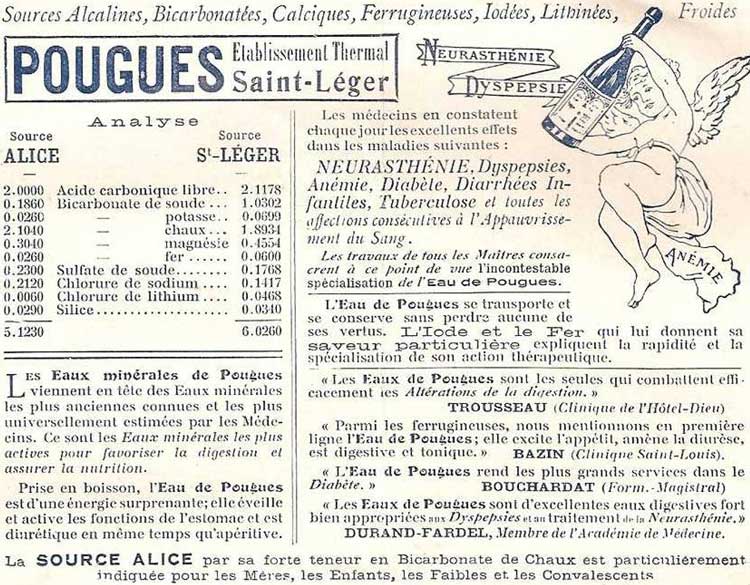 Sources Alcalines, Bicarbonatées, Calciques, Ferrugineuses, Iodées, Lithinées, Froides
POUGUES Etablissement Thermal
Saint-Léger
NEURASTHÉNIE
DYSPEPSIE
ANÉMIE
Analyse
Source Source
ALICE St-LÉGER
2.0000 Acide carbonique libre.. 2.1178
0.1860 Bicarbonate de soude... 1.0302
0.0260 — potasse.. 0.0699
2.1040 — chaux... 1.8934
0.3040 — magnésie 0.4554
0.0260 — fer...... 0.0600
0.2300 Sulfate de soude........ 0.1768
0.2120 Chlorure de sodium.... 0.1417
0.0060 Chlorure de lithium.... 0.0468
0.0290 Silice................. 0.0340
5.1230 6.0260
LES Eaux minérales de Pougues
viennent en tête des Eaux minérales
les plus anciennes connues et les plus
universellement estimées par les Méde-
cins. Ce sont les Eaux minérales les plus
actives pour favoriser la digestion et
assurer la nutrition.
Prise en boisson, l'Eau de Pougues
est d'une énergie surprenante; elle éveille
et active les fonctions de l'estomac et est
diurétique en même temps qu'apéritive.
Les médecins en constatent
chaque jour les excellents effets
dans les maladies suivantes :
NEURASTHÉNIE, Dyspepsies,
Anémie, Diabète, Diarrhées In-
fantiles, Tuberculose et toutes les
affections consécutives à l'Appauvrisse-
ment du Sang.
Les travaux de tous les Maîtres consa-
crent à ce point de vue l'incontestable
spécialisation de l'Eau de Pougues.
L'Eau de Pougues se transporte et
se conserve sans perdre aucune de
ses vertus. L'Iode et le Fer qui lui donnent sa
saveur particulière expliquent la rapidité et la
spécialisation de son action thérapeutique.
« Les Eaux de Pougues sont les seules qui combattent effi-
cacement les Altérations de la digestion. »
TROUSSEAU (Clinique de l'Hôtel-Dieu)
« Parmi les ferrugineuses, nous mentionnons en première
ligne l'Eau de Pougues; elle excite l'appétit, amène la diurèse,
est digestive et tonique. » BAZIN (Clinique Saint-Louis).
« L'Eau de Pougues rend les plus grands services dans le
Diabète. » BOUCHARDAT (Form.-Magistral)
« Les Eaux de Pougues sont d'excellentes eaux digestives fort
bien appropriées aux Dyspepsies et au traitement de la Neurasthénie. »
DURAND-FARDEL, Membre de l'Académie de Médecine.
La SOURCE ALICE par sa forte teneur en Bicarbonate de Chaux est particulièrement
indiquée pour les Mères, les Enfants, les Faibles et les Convalescents